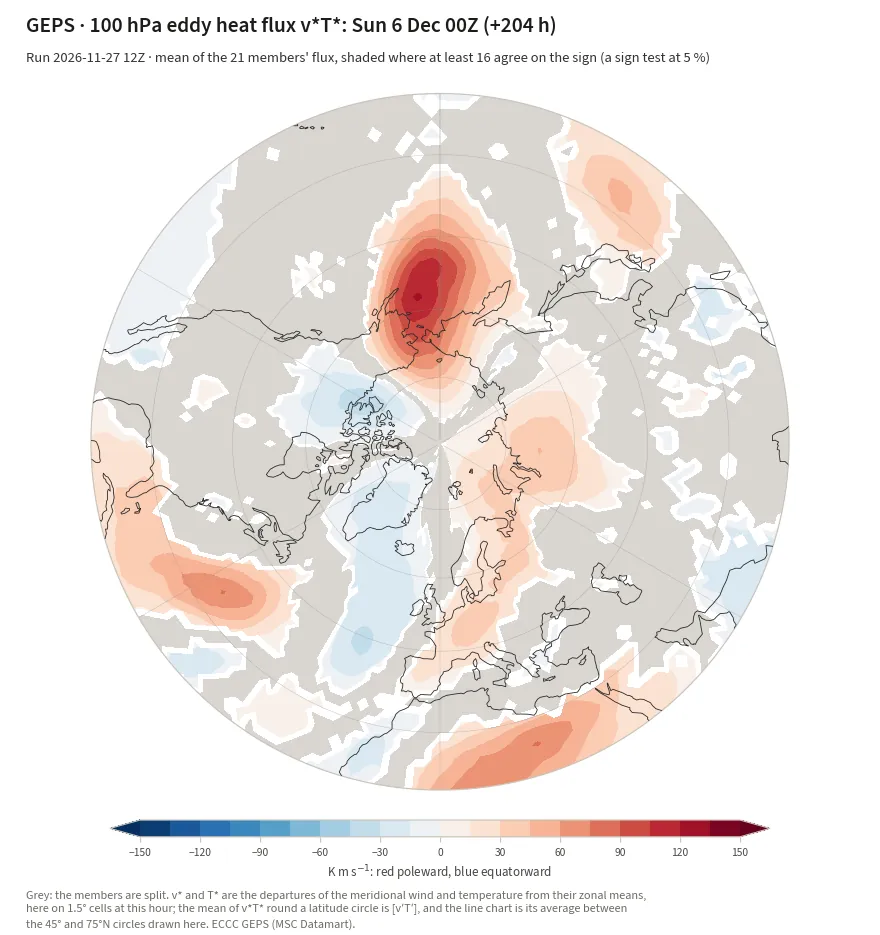 GEPS · 100 hPa eddy heat flux v*T*: Sun 6 Dec 00Z (+204 h)
Run 2026-11-27 12Z · mean of the 21 members' flux, shaded where at least 16 agree on the sign (a sign test at 5 %)
−150 −120 −90 −60 −30 0 30 60 90 120 150
K m s⁻¹: red poleward, blue equatorward
Grey: the members are split. v* and T* are the departures of the meridional wind and temperature from their zonal means,
here on 1.5° cells at this hour; the mean of v*T* round a latitude circle is [v'T'], and the line chart is its average between
the 45° and 75°N circles drawn here. ECCC GEPS (MSC Datamart).